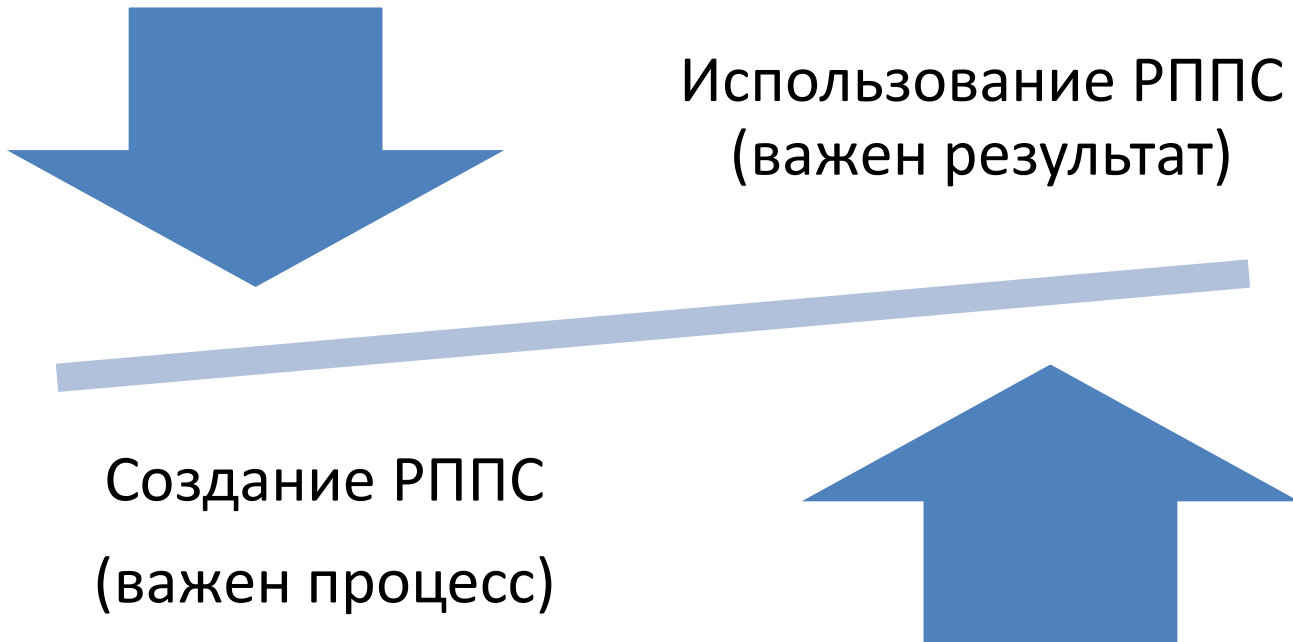 Использование РППС
(важен результат)
Создание РППС
(важен процесс)